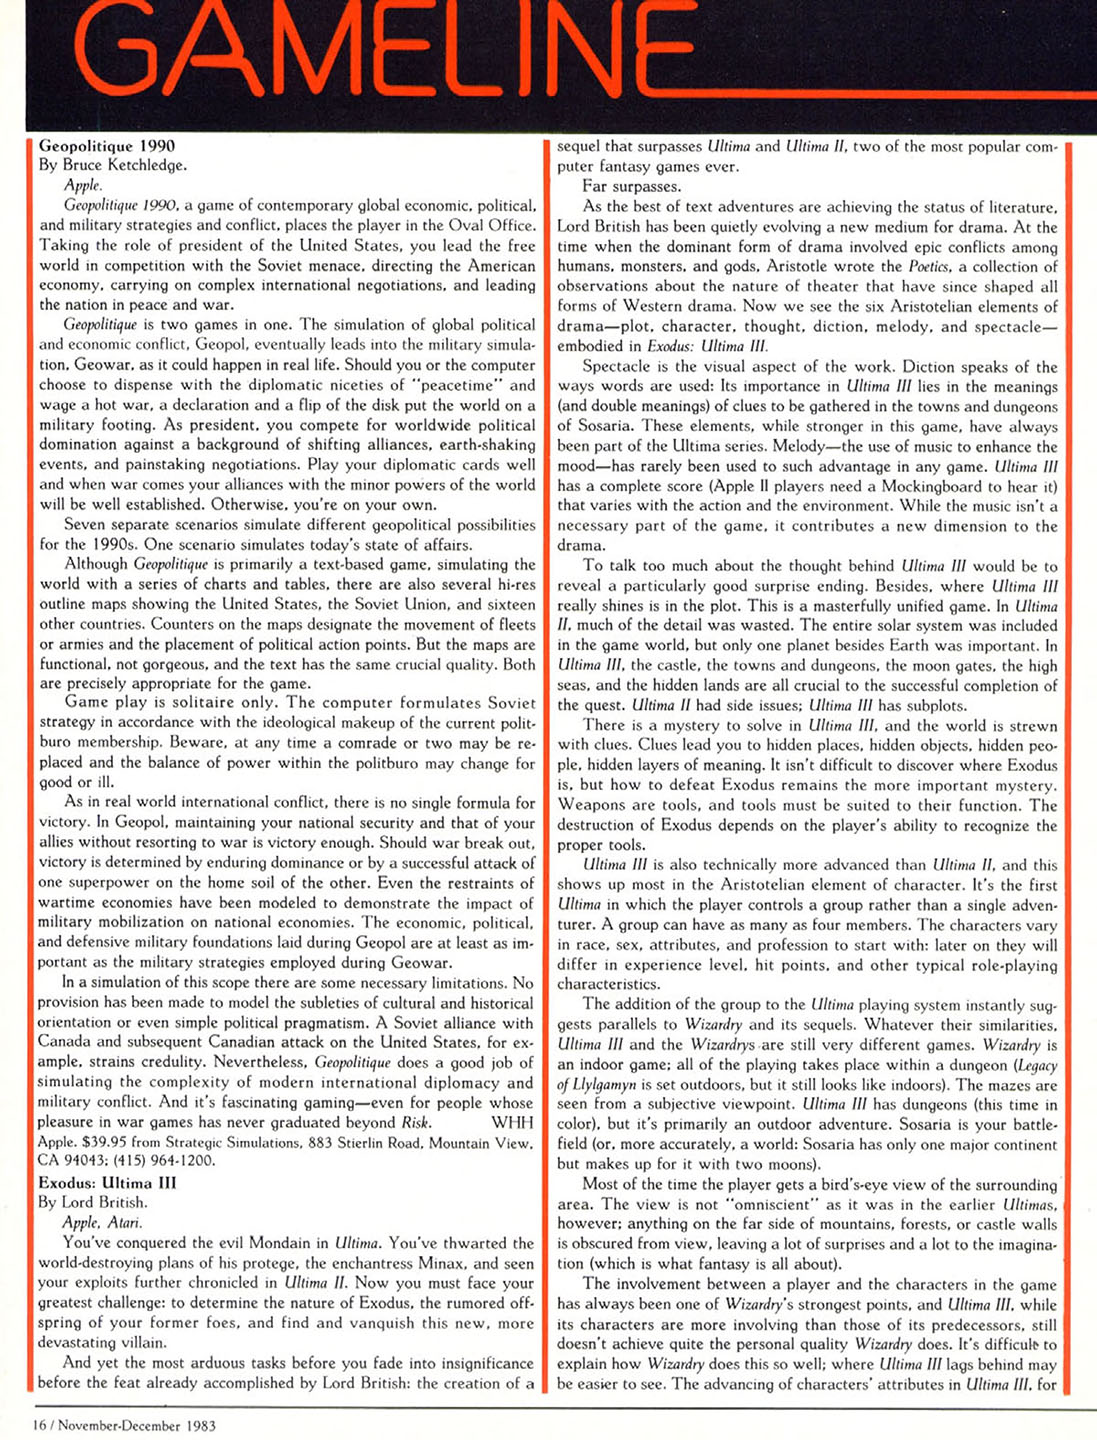 GAMELINE
Geopolitique 1990
By Bruce Ketchledge.
Apple.
Geopolitique 1990, a game of contemporary global economic, political,
and military strategies and conflict, places the player in the Oval Office.
Taking the role of president of the United States, you lead the free
world in competition with the Soviet menace, directing the American
economy, carrying on complex international negotiations, and leading
the nation in peace and war.
Geopolitique is two games in one. The simulation of global political
and economic conflict, Geopol, eventually leads into the military simula-
tion, Geowar, as it could happen in real life. Should you or the computer
choose to dispense with the diplomatic niceties of "peacetime" and
wage a hot war, a declaration and a flip of the disk put the world on a
military footing. As president, you compete for worldwide political
domination against a background of shifting alliances, earth-shaking
events, and painstaking negotiations. Play your diplomatic cards well
and when war comes your alliances with the minor powers of the world
will be well established. Otherwise, you're on your own.
Seven separate scenarios simulate different geopolitical possibilities
for the 1990s. One scenario simulates today's state of affairs.
Although Geopolitique is primarily a text-based game, simulating the
world with a series of charts and tables, there are also several hi-res
outline maps showing the United States, the Soviet Union, and sixteen
other countries. Counters on the maps designate the movement of fleets
or armies and the placement of political action points. But the maps are
functional, not gorgeous, and the text has the same crucial quality. Both
are precisely appropriate for the game.
Game play is solitaire only. The computer formulates Soviet
strategy in accordance with the ideological makeup of the current polit-
buro membership. Beware, at any time a comrade or two may be re-
placed and the balance of power within the politburo may change for
good or ill.
As in real world international conflict, there is no single formula for
victory. In Geopol, maintaining your national security and that of your
allies without resorting to war is victory enough. Should war break out,
victory is determined by enduring dominance or by a successful attack of
one superpower on the home soil of the other. Even the restraints of
wartime economies have been modeled to demonstrate the impact of
military mobilization on national economies. The economic, political,
and defensive military foundations laid during Geopol are at least as im-
portant as the military strategies employed during Geowar.
In a simulation of this scope there are some necessary limitations. No
provision has been made to model the subleties of cultural and historical
orientation or even simple political pragmatism. A Soviet alliance with
Canada and subsequent Canadian attack on the United States, for ex-
ample, strains credulity. Nevertheless, Geopolitique does a good job of
simulating the complexity of modern international diplomacy and
military conflict. And it's fascinating gaming—even for people whose
pleasure in war games has never graduated beyond Risk. WHH
Apple, $39.95 from Strategic Simulations, 883 Stierlin Road, Mountain View,
CA 94043; (415) 964-1200.
Exodus: Ultima III
By Lord British.
Apple, Atari.
You've conquered the evil Mondain in Ultima. You've thwarted the
world-destroying plans of his protege, the enchantress Minax, and seen
your exploits further chronicled in Ultima II. Now you must face your
greatest challenge: to determine the nature of Exodus, the rumored off-
spring of your former foes, and find and vanquish this new, more
devastating villain.
And yet the most arduous tasks before you fade into insignificance
before the feat already accomplished by Lord British: the creation of a
sequel that surpasses Ultima and Ultima II, two of the most popular com-
puter fantasy games ever.
Far surpasses.
As the best of text adventures are achieving the status of literature,
Lord British has been quietly evolving a new medium for drama. At the
time when the dominant form of drama involved epic conflicts among
humans, monsters, and gods, Aristotle wrote the Poetics, a collection of
observations about the nature of theater that have since shaped all
forms of Western drama. Now we see the six Aristotelian elements of
drama—plot, character, thought, diction, melody, and spectacle—
embodied in Exodus: Ultima III.
Spectacle is the visual aspect of the work. Diction speaks of the
ways words are used: Its importance in Ultima III lies in the meanings
(and double meanings) of clues to be gathered in the towns and dungeons
of Sosaria. These elements, while stronger in this game, have always
been part of the Ultima series. Melody—the use of music to enhance the
mood—has rarely been used to such advantage in any game. Ultima III
has a complete score (Apple II players need a Mockingboard to hear it)
that varies with the action and the environment. While the music isn't a
necessary part of the game, it contributes a new dimension to the
drama.
To talk too much about the thought behind Ultima III would be to
reveal a particularly good surprise ending. Besides, where Ultima III
really shines is in the plot. This is a masterfully unified game. In Ultima
II, much of the detail was wasted. The entire solar system was included
in the game world, but only one planet besides Earth was important. In
Ultima III, the castle, the towns and dungeons, the moon gates, the high
seas, and the hidden lands are all crucial to the successful completion of
the quest. Ultima II had side issues; Ultima III has subplots.
There is a mystery to solve in Ultima III, and the world is strewn
with clues. Clues lead you to hidden places, hidden objects, hidden peo-
ple, hidden layers of meaning. It isn't difficult to discover where Exodus
is, but how to defeat Exodus remains the more important mystery.
Weapons are tools, and tools must be suited to their function. The
destruction of Exodus depends on the player's ability to recognize the
proper tools.
Ultima III is also technically more advanced than Ultima II, and this
shows up most in the Aristotelian element of character. It's the first
Ultima in which the player controls a group rather than a single adven-
turer. A group can have as many as four members. The characters vary
in race, sex, attributes, and profession to start with; later on they will
differ in experience level, hit points, and other typical role-playing
characteristics.
The addition of the group to the Ultima playing system instantly sug-
gests parallels to Wizardry and its sequels. Whatever their similarities,
Ultima III and the Wizardrys are still very different games. Wizardry is
an indoor game; all of the playing takes place within a dungeon (Legacy
of Llylgamyn is set outdoors, but it still looks like indoors). The mazes are
seen from a subjective viewpoint. Ultima III has dungeons (this time in
color), but it's primarily an outdoor adventure. Sosaria is your battle-
field (or, more accurately, a world: Sosaria has only one major continent
but makes up for it with two moons).
Most of the time the player gets a bird's-eye view of the surrounding
area. The view is not "omniscient" as it was in the earlier Ultimas,
however; anything on the far side of mountains, forests, or castle walls
is obscured from view, leaving a lot of surprises and a lot to the imagina-
tion (which is what fantasy is all about).
The involvement between a player and the characters in the game
has always been one of Wizardry's strongest points, and Ultima III, while
its characters are more involving than those of its predecessors, still
doesn't achieve quite the personal quality Wizardry does. It's difficult to
explain how Wizardry does this so well; where Ultima III lags behind may
be easier to see. The advancing of characters' attributes in Ultima III, for
16 / November-December 1983